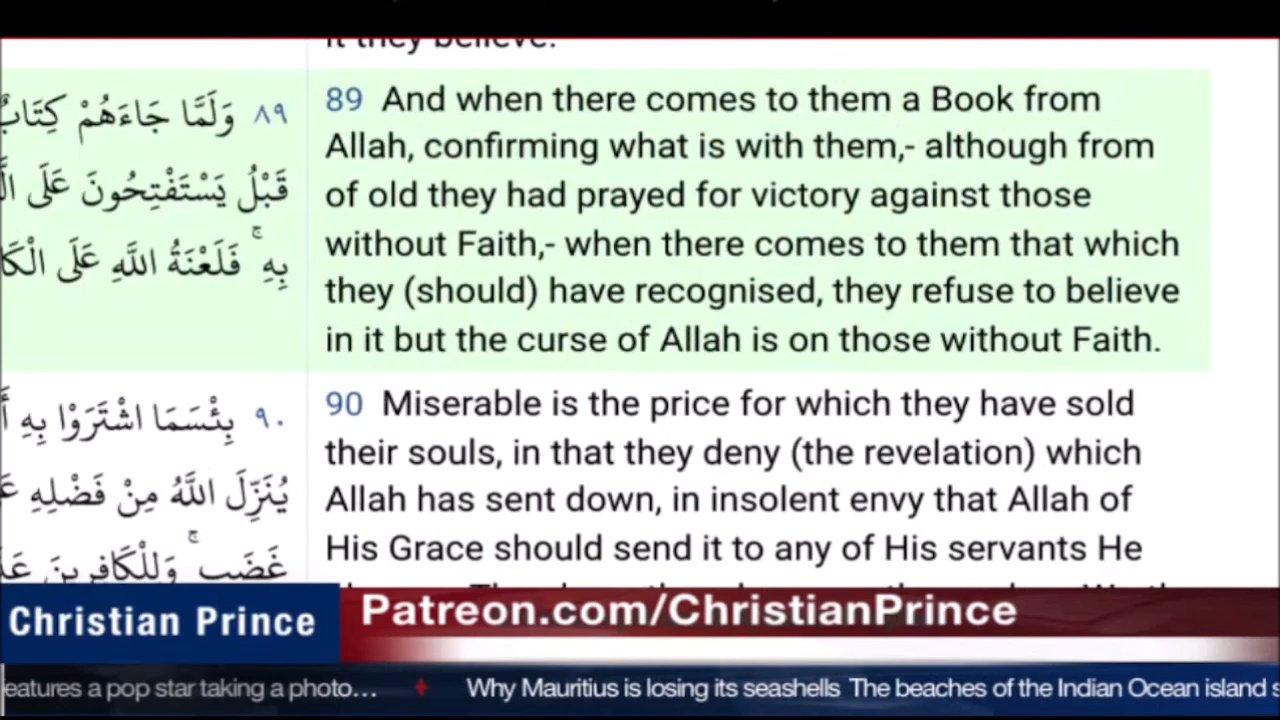 it they believe.
٨٩ وَلَمَّا جَاءَهُمْ
89 And when there comes to them a Book from
Allah, confirming what is with them,- although from
قَبْلُ يَسْتَفْتِحُونَ عَلَى
of old they had prayed for victory against those
without Faith,- when there comes to them that which
بِهِ ۚ فَلَعْنَةُ اللَّهِ عَلَى
they (should) have recognised, they refuse to believe
in it but the curse of Allah is on those without Faith.
٩٠ بِئْسَمَا اشْتَرَوْا بِهِ
90 Miserable is the price for which they have sold
their souls, in that they deny (the revelation) which
يُنَزِّلَ اللَّهُ مِنْ فَضْلِهِ
Allah has sent down, in insolent envy that Allah of
غَضَبٍ ۚ وَلِلْكَافِرِينَ
His Grace should send it to any of His servants He
Christian Prince
Patreon.com/ChristianPrince
eatures a pop star taking a photo... ♦ Why Mauritius is losing its seashells The beaches of the Indian Ocean island s